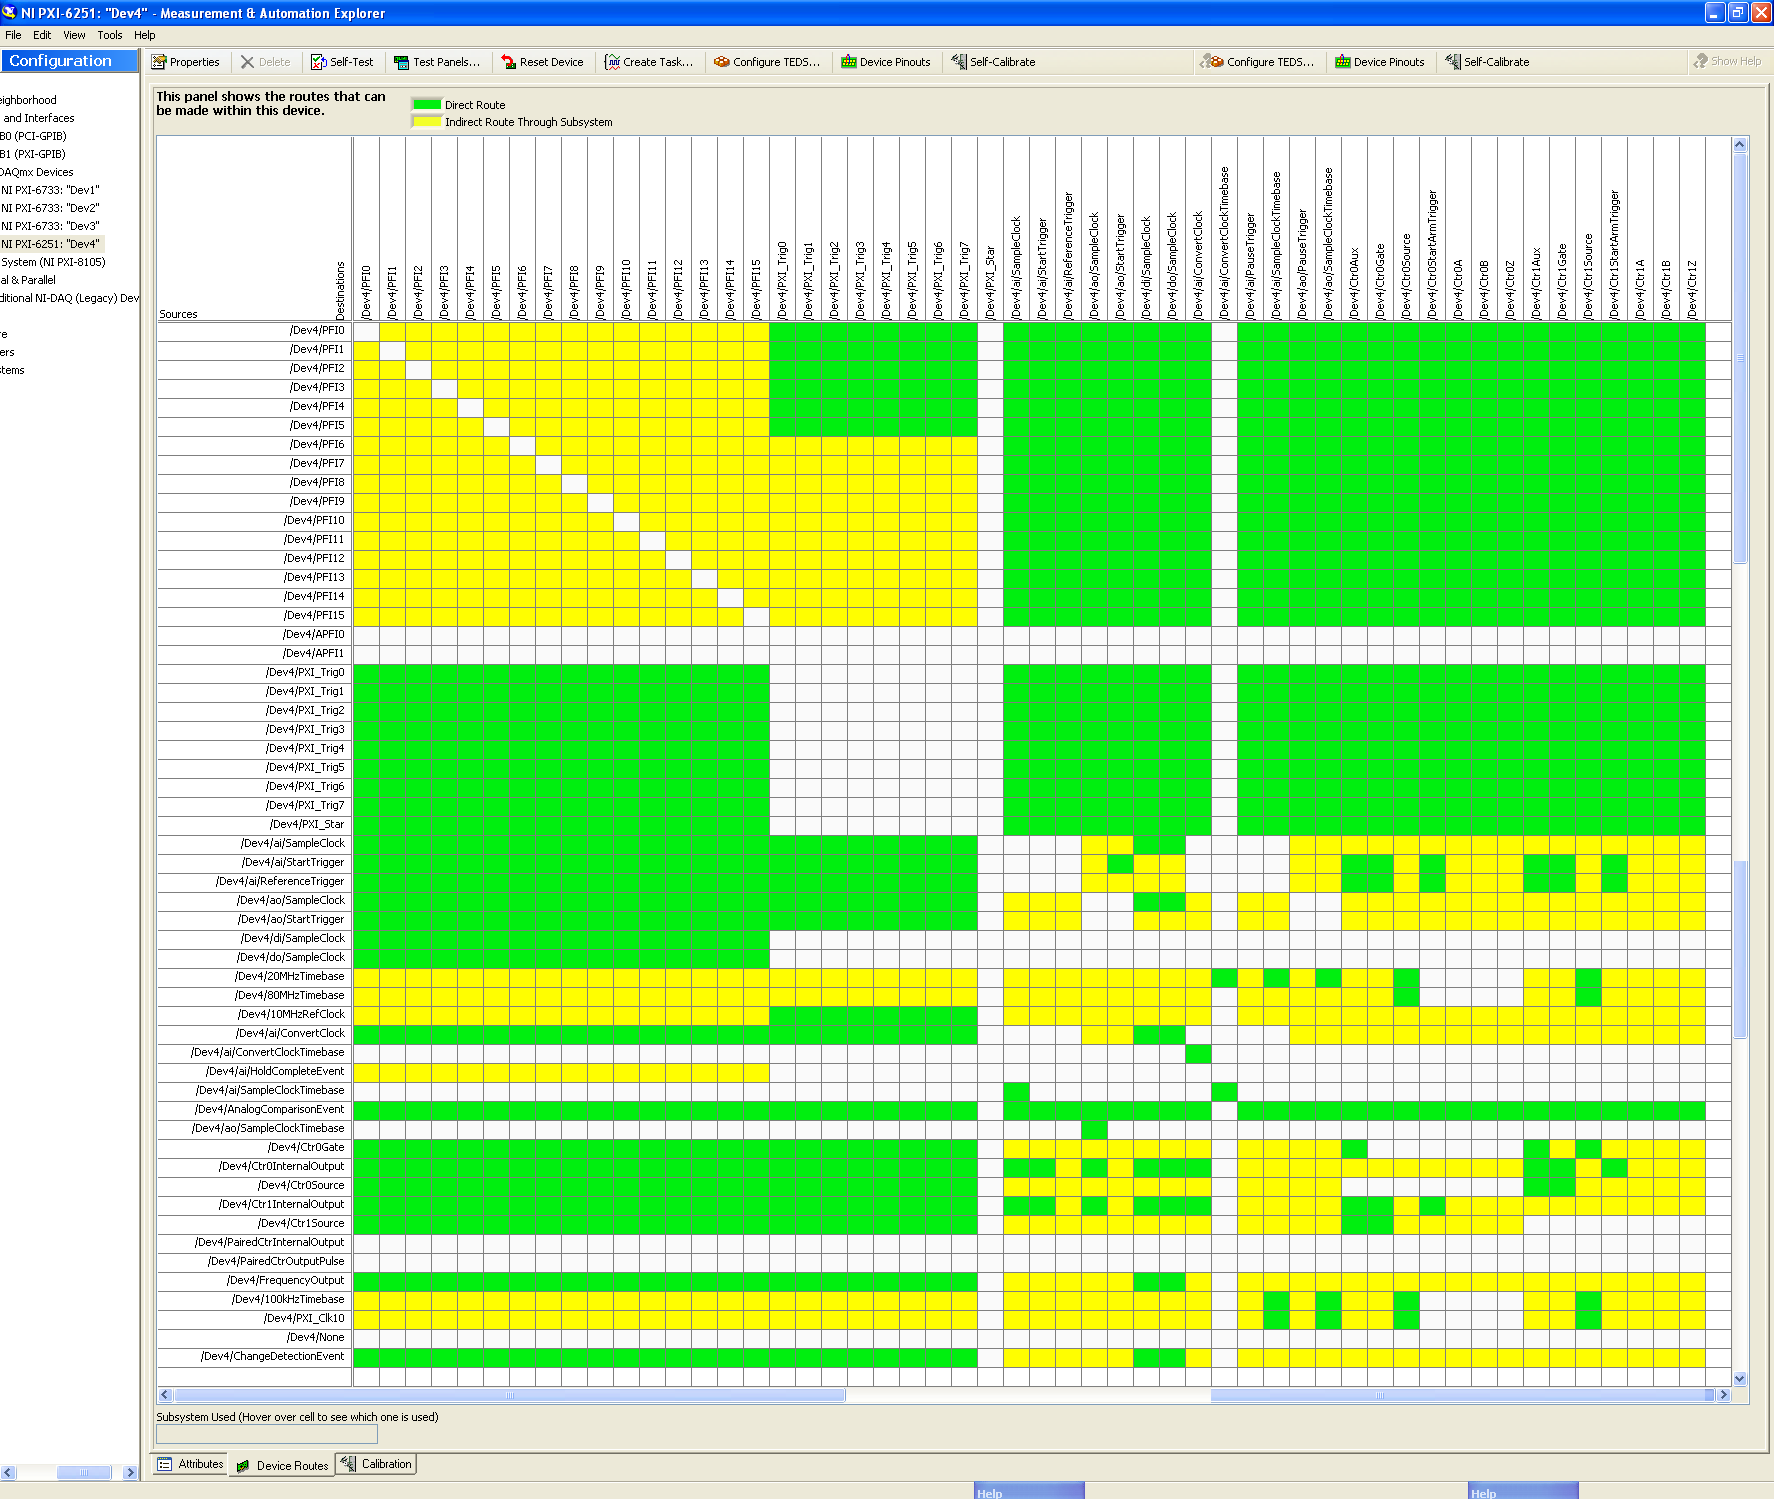 NI PXI-6251: "Dev4" - Measurement & Automation Explorer
File Edit View Tools Help
Configuration
Properties Delete Self-Test Test Panels... Reset Device Create Task... Configure TEDS... Device Pinouts Self-Calibrate Configure TEDS... Device Pinouts Self-Calibrate Show Help
eighborhood
and Interfaces
B0 (PCI-GPIB)
B1 (PXI-GPIB)
DAQmx Devices
NI PXI-6733: "Dev1"
NI PXI-6733: "Dev2"
NI PXI-6733: "Dev3"
NI PXI-6251: "Dev4"
System (NI PXI-8105)
al & Parallel
ditional NI-DAQ (Legacy) Dev
re
ers
stems
This panel shows the routes that can
be made within this device.
Direct Route
Indirect Route Through Subsystem
Sources
Destinations
/Dev4/PFI0
/Dev4/PFI1
/Dev4/PFI2
/Dev4/PFI3
/Dev4/PFI4
/Dev4/PFI5
/Dev4/PFI6
/Dev4/PFI7
/Dev4/PFI8
/Dev4/PFI9
/Dev4/PFI10
/Dev4/PFI11
/Dev4/PFI12
/Dev4/PFI13
/Dev4/PFI14
/Dev4/PFI15
/Dev4/PXI_Trig0
/Dev4/PXI_Trig1
/Dev4/PXI_Trig2
/Dev4/PXI_Trig3
/Dev4/PXI_Trig4
/Dev4/PXI_Trig5
/Dev4/PXI_Trig6
/Dev4/PXI_Trig7
/Dev4/PXI_Star
/Dev4/ai/SampleClock
/Dev4/ai/StartTrigger
/Dev4/ai/ReferenceTrigger
/Dev4/ao/SampleClock
/Dev4/ao/StartTrigger
/Dev4/di/SampleClock
/Dev4/do/SampleClock
/Dev4/ai/ConvertClock
/Dev4/ai/ConvertClockTimebase
/Dev4/ai/PauseTrigger
/Dev4/ai/SampleClockTimebase
/Dev4/ao/PauseTrigger
/Dev4/ao/SampleClockTimebase
/Dev4/Ctr0Aux
/Dev4/Ctr0Gate
/Dev4/Ctr0Source
/Dev4/Ctr0StartArmTrigger
/Dev4/Ctr0A
/Dev4/Ctr0B
/Dev4/Ctr0Z
/Dev4/Ctr1Aux
/Dev4/Ctr1Gate
/Dev4/Ctr1Source
/Dev4/Ctr1StartArmTrigger
/Dev4/Ctr1A
/Dev4/Ctr1B
/Dev4/Ctr1Z
/Dev4/PFI0
/Dev4/PFI1
/Dev4/PFI2
/Dev4/PFI3
/Dev4/PFI4
/Dev4/PFI5
/Dev4/PFI6
/Dev4/PFI7
/Dev4/PFI8
/Dev4/PFI9
/Dev4/PFI10
/Dev4/PFI11
/Dev4/PFI12
/Dev4/PFI13
/Dev4/PFI14
/Dev4/PFI15
/Dev4/APFI0
/Dev4/APFI1
/Dev4/PXI_Trig0
/Dev4/PXI_Trig1
/Dev4/PXI_Trig2
/Dev4/PXI_Trig3
/Dev4/PXI_Trig4
/Dev4/PXI_Trig5
/Dev4/PXI_Trig6
/Dev4/PXI_Trig7
/Dev4/PXI_Star
/Dev4/ai/SampleClock
/Dev4/ai/StartTrigger
/Dev4/ai/ReferenceTrigger
/Dev4/ao/SampleClock
/Dev4/ao/StartTrigger
/Dev4/di/SampleClock
/Dev4/do/SampleClock
/Dev4/20MHzTimebase
/Dev4/80MHzTimebase
/Dev4/10MHzRefClock
/Dev4/ai/ConvertClock
/Dev4/ai/ConvertClockTimebase
/Dev4/ai/HoldCompleteEvent
/Dev4/ai/SampleClockTimebase
/Dev4/AnalogComparisonEvent
/Dev4/ao/SampleClockTimebase
/Dev4/Ctr0Gate
/Dev4/Ctr0InternalOutput
/Dev4/Ctr0Source
/Dev4/Ctr1InternalOutput
/Dev4/Ctr1Source
/Dev4/PairedCtrInternalOutput
/Dev4/PairedCtrOutputPulse
/Dev4/FrequencyOutput
/Dev4/100kHzTimebase
/Dev4/PXI_Clk10
/Dev4/None
/Dev4/ChangeDetectionEvent
Subsystem Used (Hover over cell to see which one is used)
Attributes Device Routes Calibration
Help Help